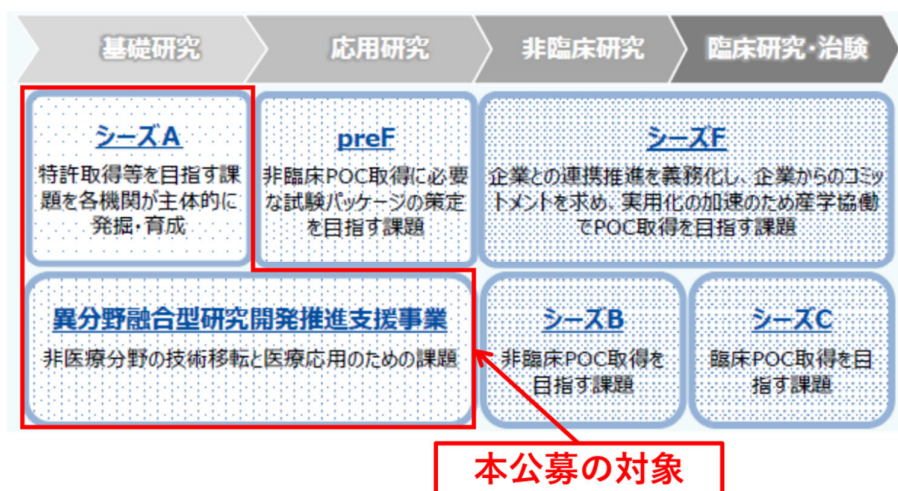 基礎研究
応用研究
非臨床研究
臨床研究・治験
シーズA
特許取得等を目指す課
題を各機関が主体的に
発掘・育成
preF
非臨床POC取得に必要
な試験パッケージの策定
を目指す課題
シーズF
企業との連携推進を義務化し、企業からのコミッ
トメントを求め、実用化の加速のため産学協働
でPOC取得を目指す課題
異分野融合型研究開発推進支援事業
非医療分野の技術移転と医療応用のための課題
シーズB
非臨床POC取得を
目指す課題
シーズC
臨床POC取得を目
指す課題
本公募の対象